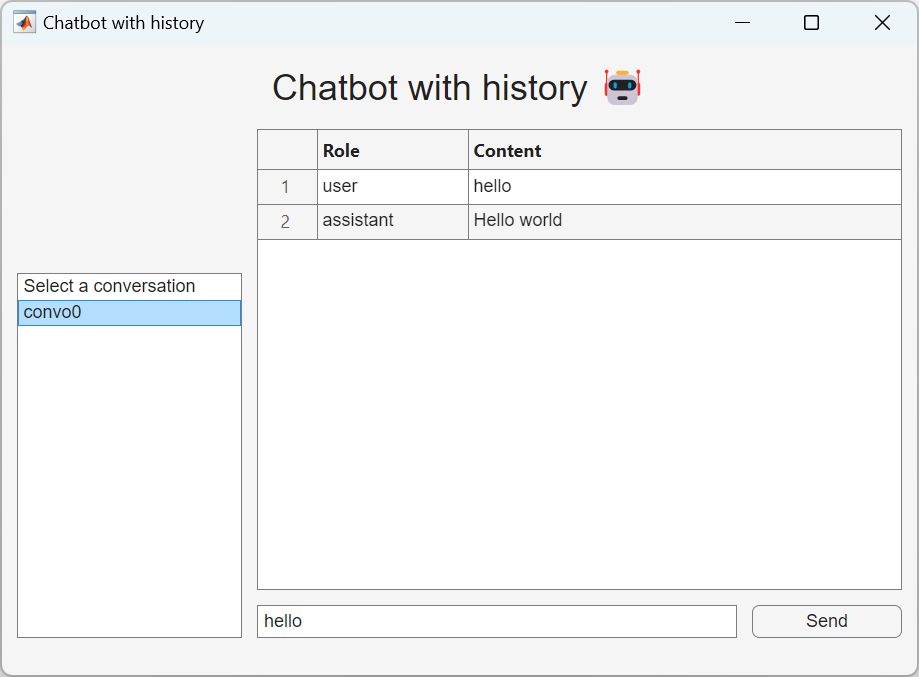 Chatbot with history
Chatbot with history 🤖
Role Content
1 user hello
2 assistant Hello world
Select a conversation
convo0
hello Send